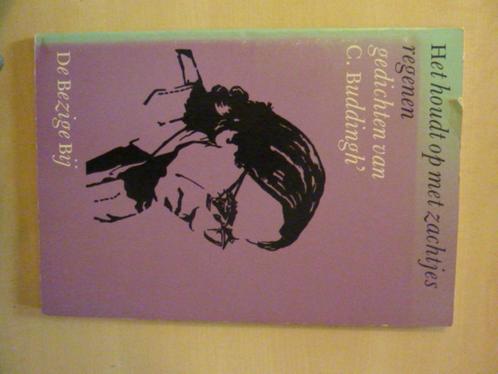 Het houdt op met zachtjes
regenen
gedichten van
C. Buddingh'
De Bezige Bij